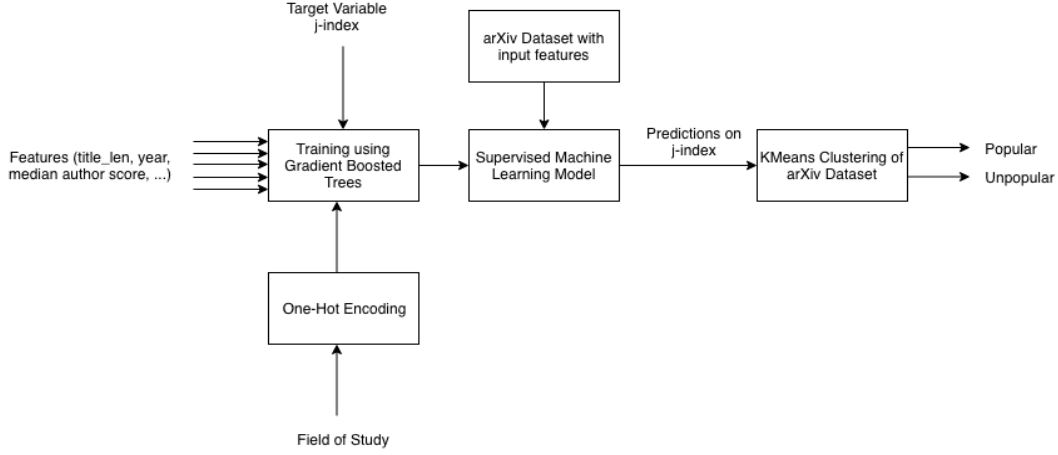 Target Variable
j-index
arXiv Dataset with
input features
Features (title_len, year,
median author score, ...)
Training using
Gradient Boosted
Trees
Supervised Machine
Learning Model
Predictions on
j-index
KMeans Clustering of
arXiv Dataset
Popular
Unpopular
One-Hot Encoding
Field of Study